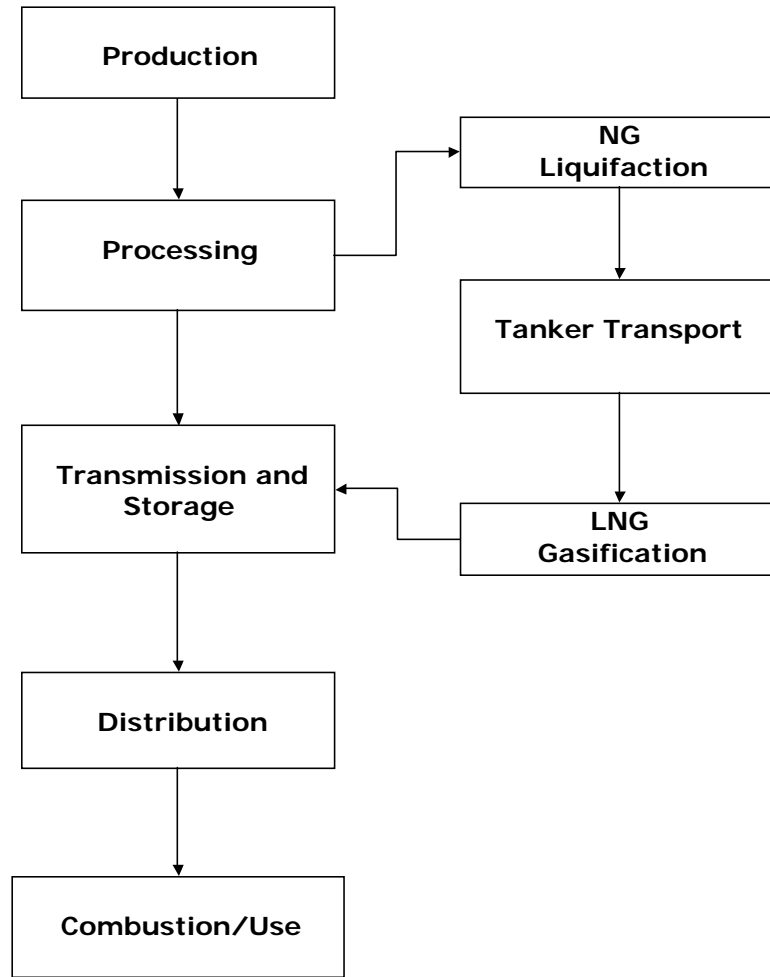 Production
NG
Liquifaction
Processing
Tanker Transport
Transmission and
Storage
LNG
Gasification
Distribution
Combustion/Use